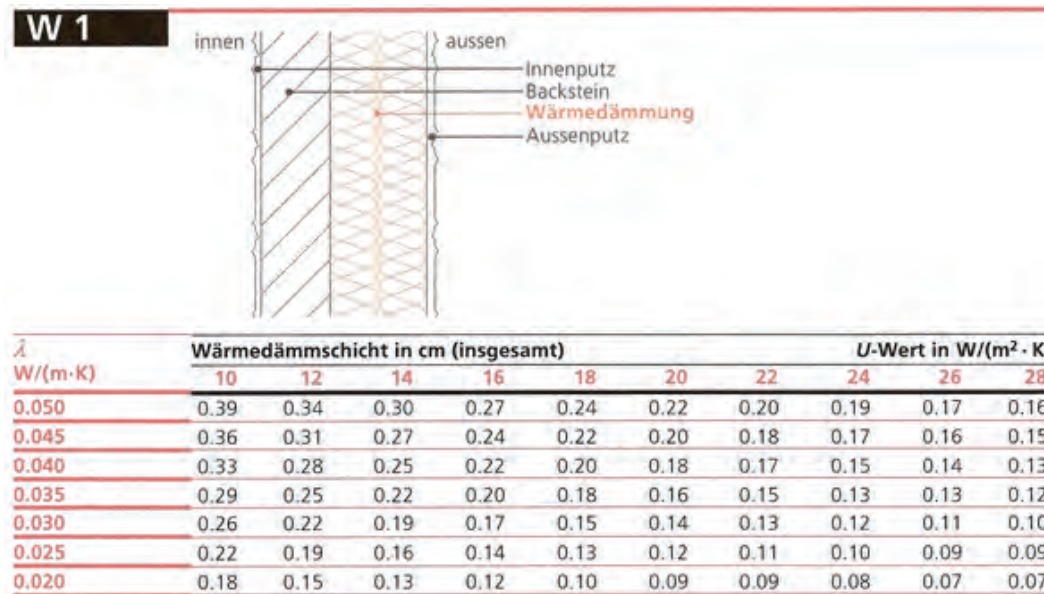 W 1
innen
aussen
Innenputz
Backstein
Wärmedämmung
Aussenputz
λ Wärmedämmschicht in cm (insgesamt) U-Wert in W/(m² · K
W/(m·K) 10 12 14 16 18 20 22 24 26 28
0.050 0.39 0.34 0.30 0.27 0.24 0.22 0.20 0.19 0.17 0.16
0.045 0.36 0.31 0.27 0.24 0.22 0.20 0.18 0.17 0.16 0.15
0.040 0.33 0.28 0.25 0.22 0.20 0.18 0.17 0.15 0.14 0.13
0.035 0.29 0.25 0.22 0.20 0.18 0.16 0.15 0.13 0.13 0.12
0.030 0.26 0.22 0.19 0.17 0.15 0.14 0.13 0.12 0.11 0.10
0.025 0.22 0.19 0.16 0.14 0.13 0.12 0.11 0.10 0.09 0.09
0.020 0.18 0.15 0.13 0.12 0.10 0.09 0.09 0.08 0.07 0.07